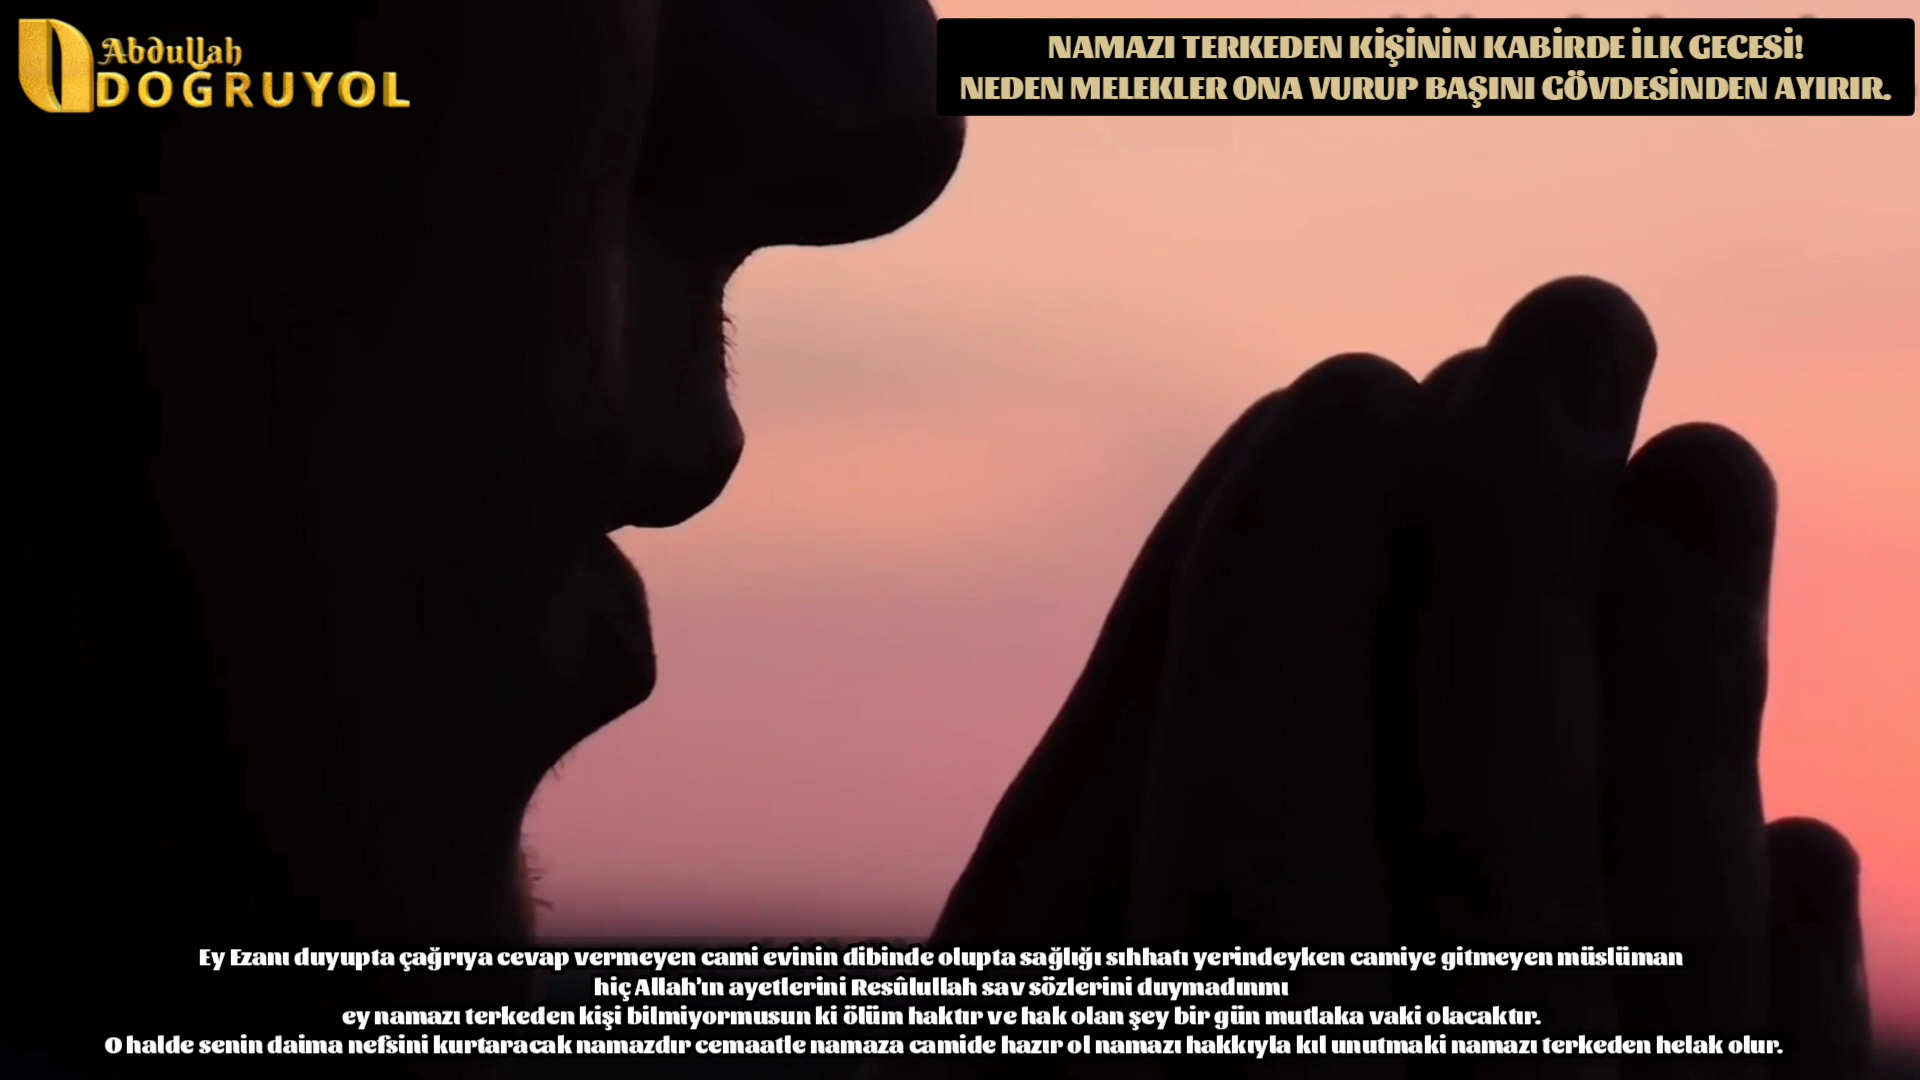 Abdullah
DOĞRUYOL
NAMAZI TERKEDEN KİŞİNİN KABİRDE İLK GECESİ!
NEDEN MELEKLER ONA VURUP BAŞINI GÖVDESİNDEN AYIRIR.
Ey Ezanı duyupta çağrıya cevap vermeyen cami evinin dibinde olupta sağlığı sıhhatı yerindeyken camiye gitmeyen müslüman
hiç Allah'ın ayetlerini Resûlullah sav sözlerini duymadınmı
ey namazı terkeden kişi bilmiyormusun ki ölüm haktır ve hak olan şey bir gün mutlaka vaki olacaktır.
O halde senin daima nefsini kurtaracak namazdır cemaatle namaza camide hazır ol namazı hakkıyla kıl unutmaki namazı terkeden helak olur.